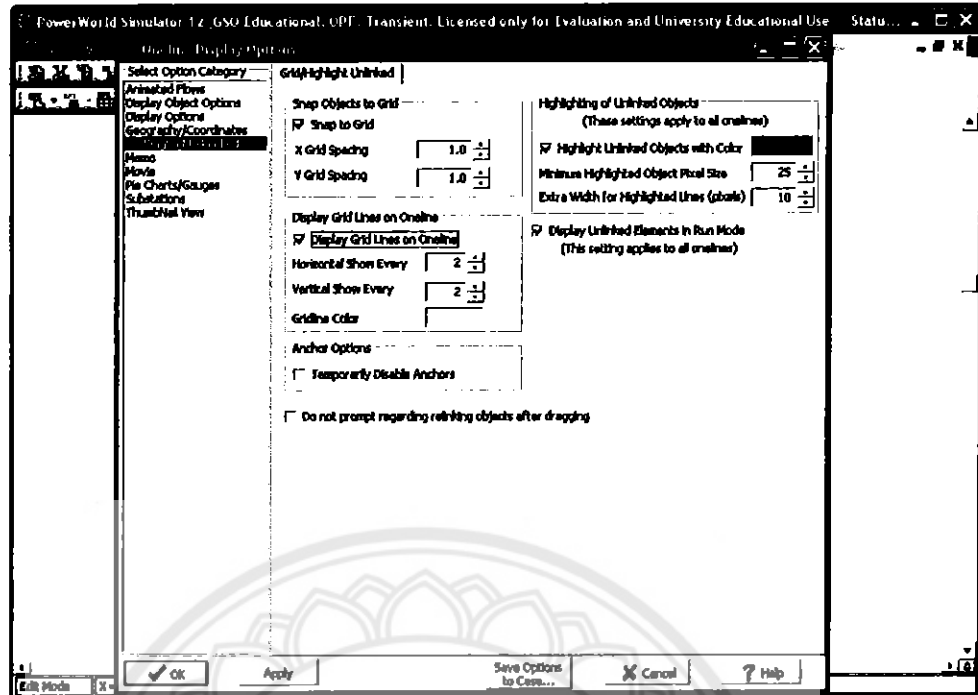 PowerWorld Simulator 12 GSO Educational, OPF, Transient. Licensed only for Evaluation and University Educational Use Statu...
Oneline Display Options
Select Option Category
Animated Flows
Display Object Options
Display Options
Geography/Coordinates
Memo
Movie
Pie Charts/Gauges
Substations
Thumbnail View
Grid/Highlight Unlinked
Snap Objects to Grid
Snap to Grid
X Grid Spacing 1.0
Y Grid Spacing 1.0
Display Grid Lines on Oneline
Display Grid Lines on Oneline
Horizontal Show Every 2
Vertical Show Every 2
Gridline Color
Anchor Options
Temporarily Disable Anchors
Do not prompt regarding relinking objects after dragging
Highlighting of Unlinked Objects
(These settings apply to all onelines)
Highlight Unlinked Objects with Color
Minimum Highlighted Object Pixel Size 25
Extra Width for Highlighted Lines (pixels) 10
Display Unlinked Elements in Run Mode
(This setting applies to all onelines)
OK
Apply
Save Options
to Case...
Cancel
? Help
Edit Mode
X